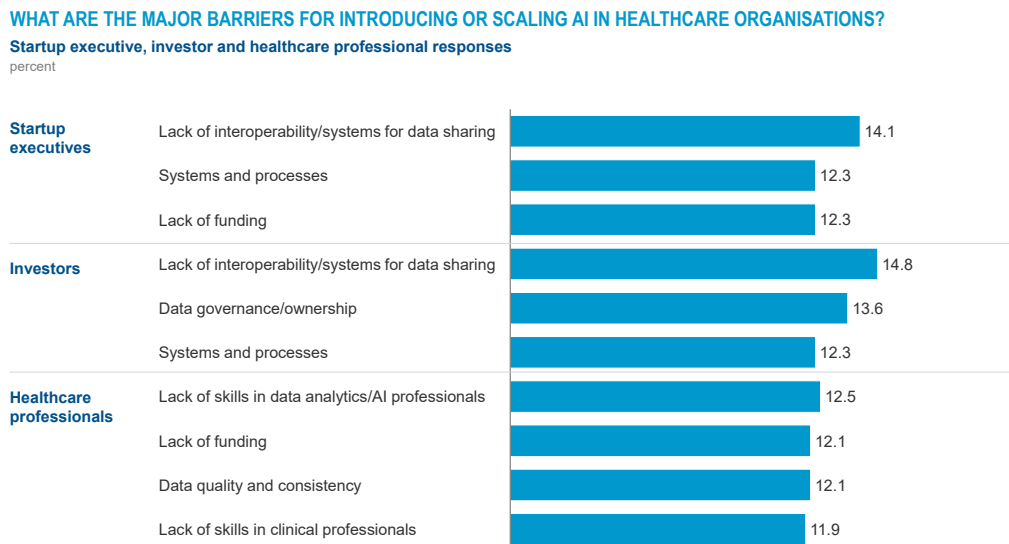 WHAT ARE THE MAJOR BARRIERS FOR INTRODUCING OR SCALING AI IN HEALTHCARE ORGANISATIONS?
Startup executive, investor and healthcare professional responses
percent
Startup
executives
Lack of interoperability/systems for data sharing 14.1
Systems and processes 12.3
Lack of funding 12.3
Investors
Lack of interoperability/systems for data sharing 14.8
Data governance/ownership 13.6
Systems and processes 12.3
Healthcare
professionals
Lack of skills in data analytics/AI professionals 12.5
Lack of funding 12.1
Data quality and consistency 12.1
Lack of skills in clinical professionals 11.9